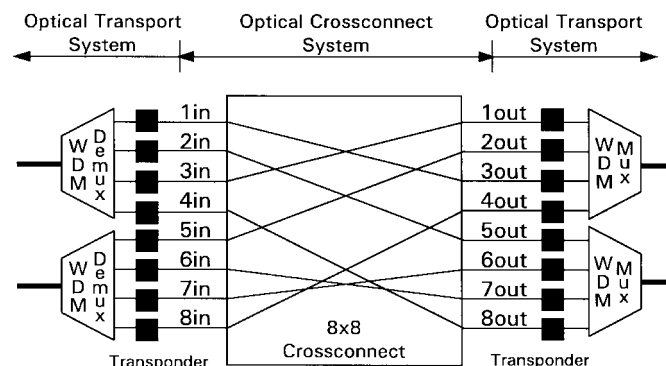 Optical Transport System
Optical Crossconnect System
Optical Transport System
WDM Demux
WDM Demux
1in
2in
3in
4in
5in
6in
7in
8in
8x8 Crossconnect
1out
2out
3out
4out
5out
6out
7out
8out
WDM Mux
WDM Mux
Transponder
Transponder